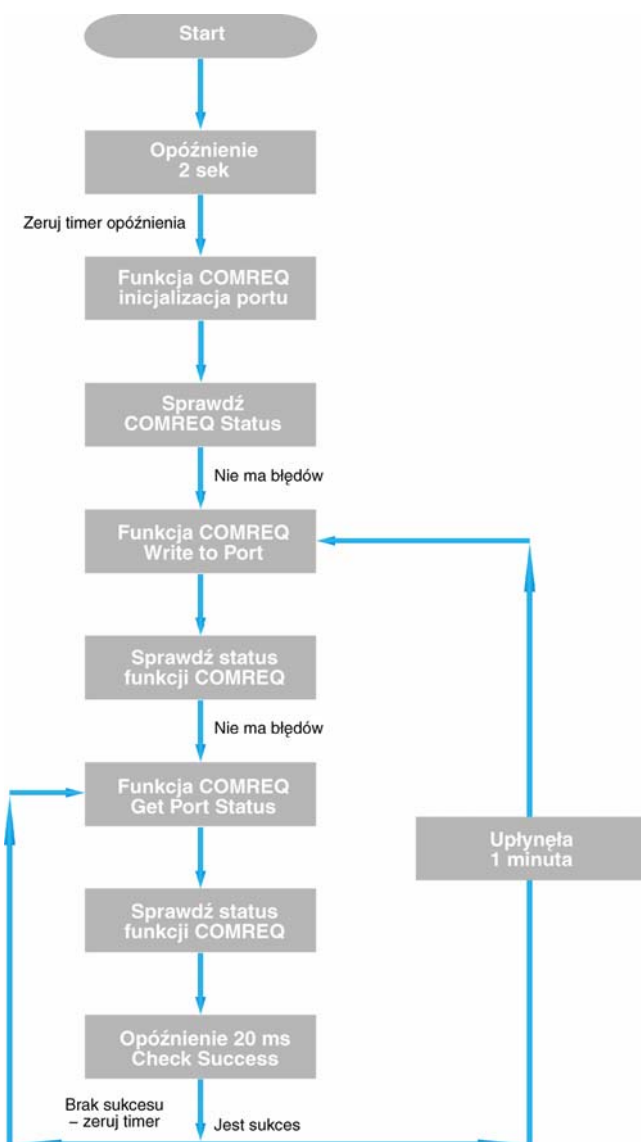 Start
Opóźnienie
2 sek
Zeruj timer opóźnienia
Funkcja COMREQ
inicjalizacja portu
Sprawdź
COMREQ Status
Nie ma błędów
Funkcja COMREQ
Write to Port
Sprawdź status
funkcji COMREQ
Nie ma błędów
Funkcja COMREQ
Get Port Status
Upłynęła
1 minuta
Sprawdź status
funkcji COMREQ
Opóźnienie 20 ms
Check Success
Brak sukcesu
– zeruj timer
Jest sukces